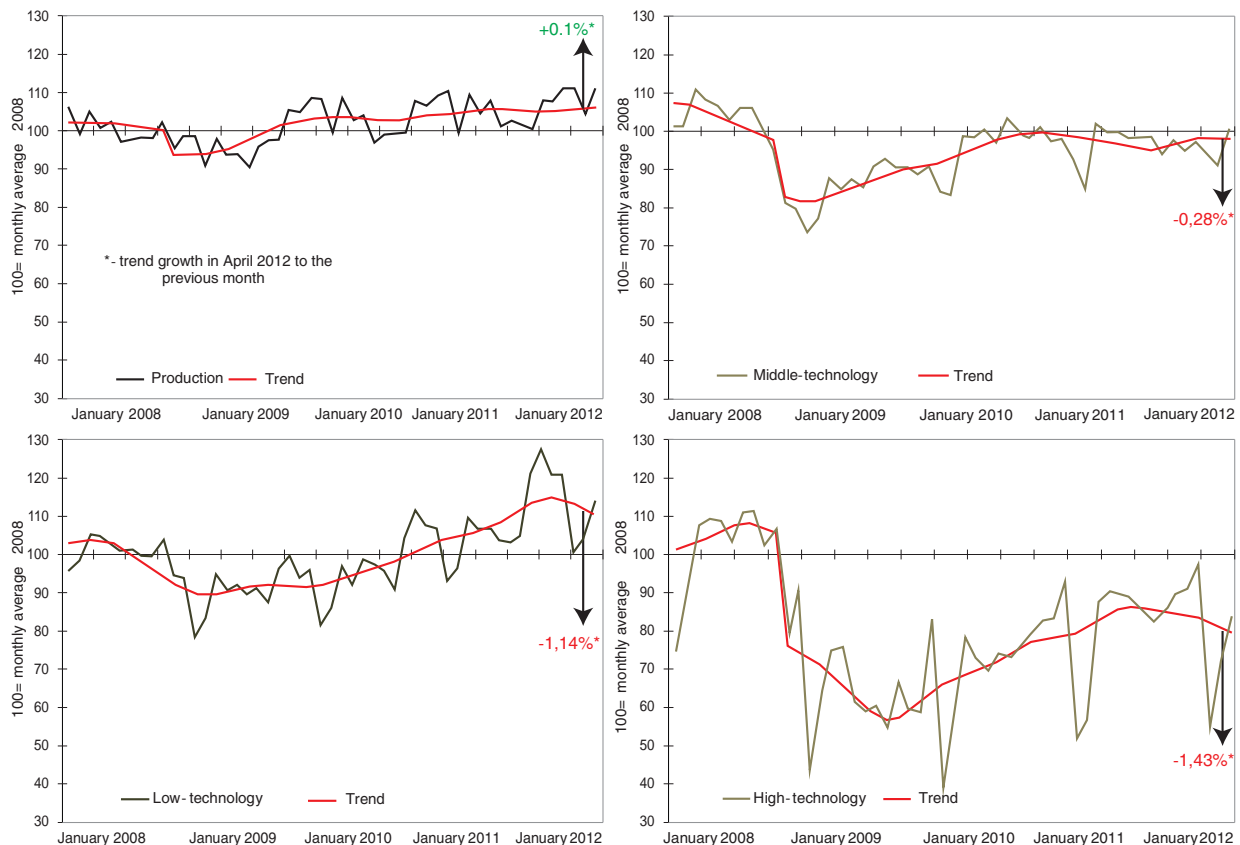 130
120
110
100
90
80
70
60
50
40
30
100= monthly average 2008
+0.1%*
*- trend growth in April 2012 to the
previous month
Production
Trend
January 2008
January 2009
January 2010
January 2011
January 2012
130
120
110
100
90
80
70
60
50
40
30
100= monthly average 2008
-0,28%*
Middle-technology
Trend
January 2008
January 2009
January 2010
January 2011
January 2012
130
120
110
100
90
80
70
60
50
40
30
100= monthly average 2008
-1,14%*
Low-technology
Trend
January 2008
January 2009
January 2010
January 2011
January 2012
130
120
110
100
90
80
70
60
50
40
30
100= monthly average 2008
-1,43%*
High-technology
Trend
January 2008
January 2009
January 2010
January 2011
January 2012